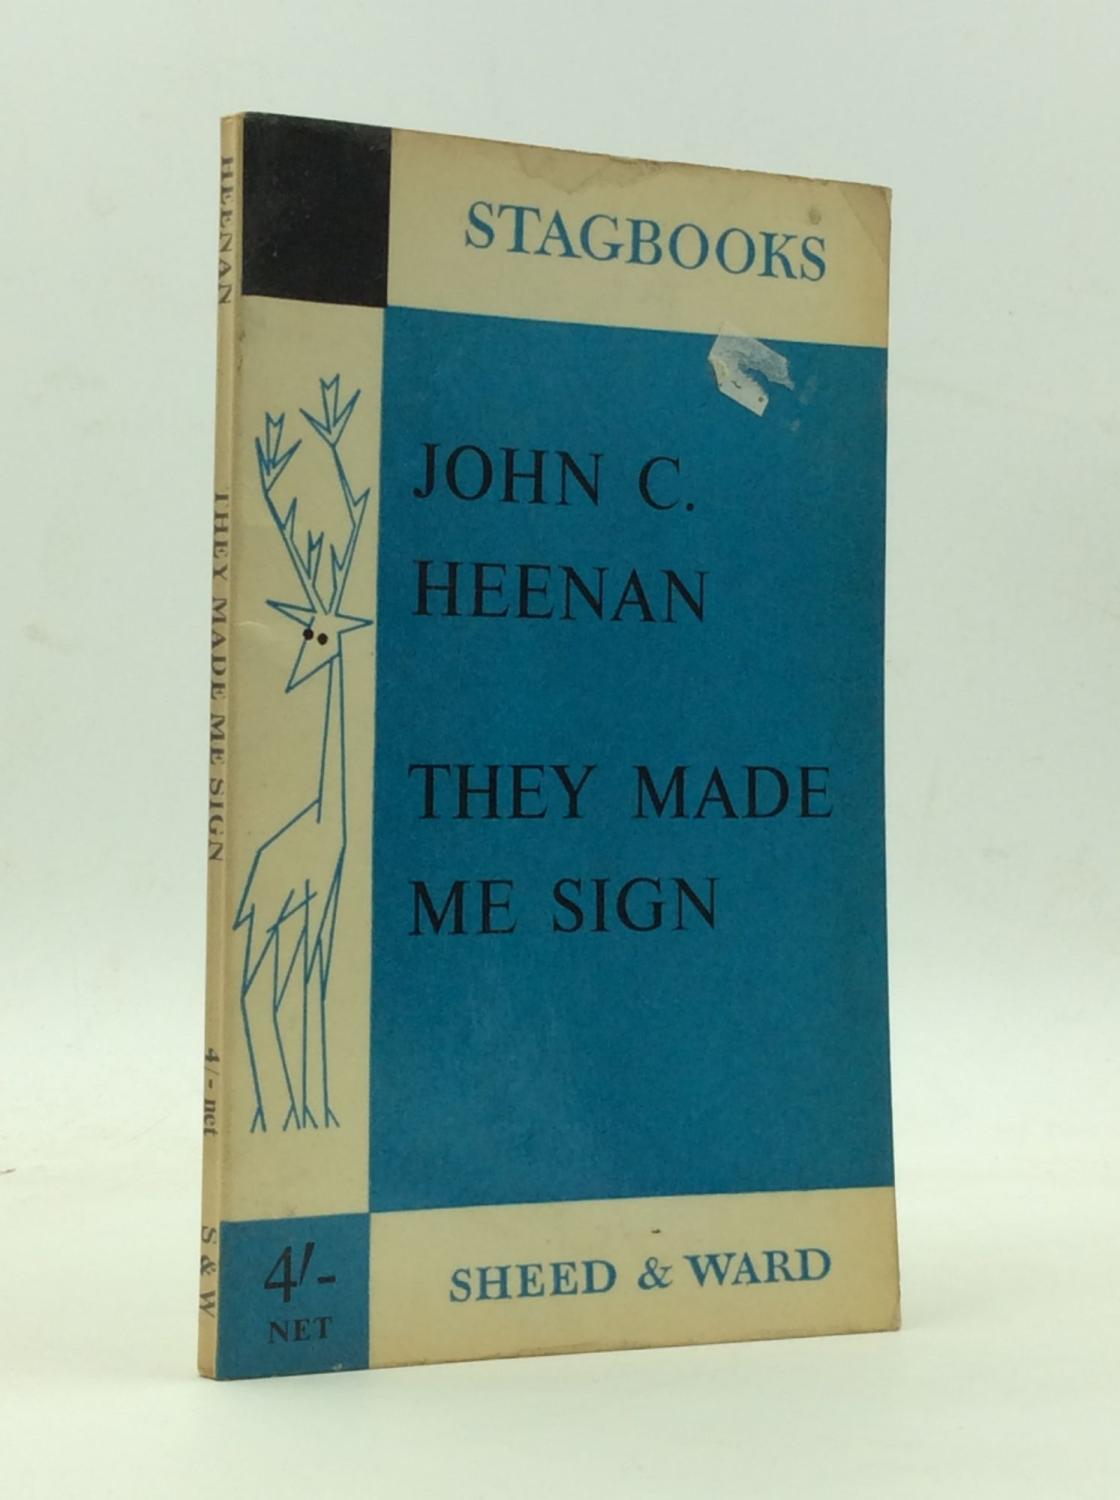 STAGBOOKS
JOHN C.
HEENAN
THEY MADE
ME SIGN
4/-
NET
SHEED & WARD
HEENAN THEY MADE ME SIGN 4/- net S & W